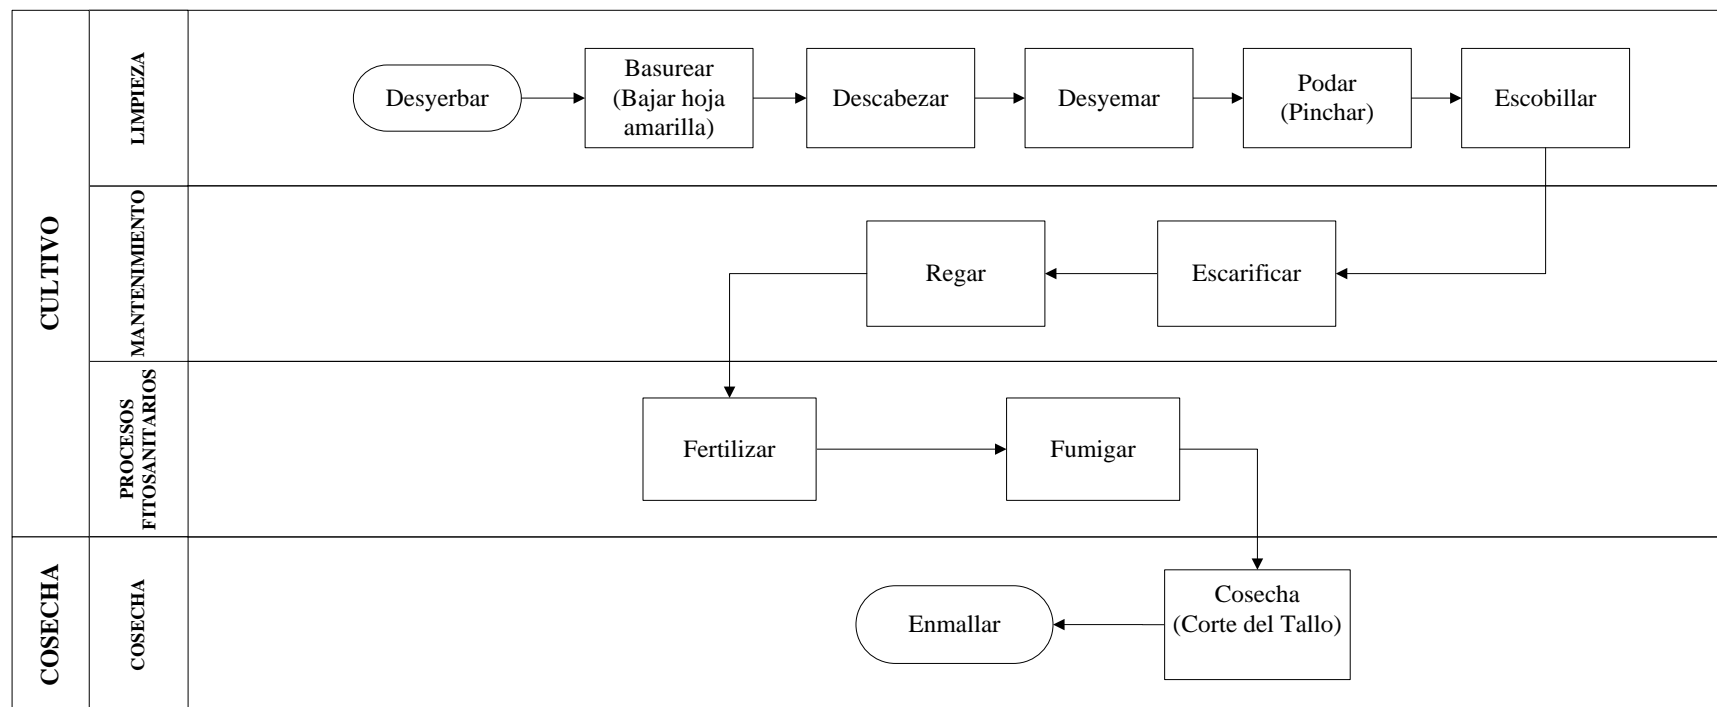 CULTIVO
LIMPIEZA
Desyerbar
Basurear
(Bajar hoja
amarilla)
Descabezar
Desyemar
Podar
(Pinchar)
Escobillar
MANTENIMIENTO
Regar
Escarificar
PROCESOS
FITOSANITARIOS
Fertilizar
Fumigar
COSECHA
COSECHA
Enmallar
Cosecha
(Corte del Tallo)